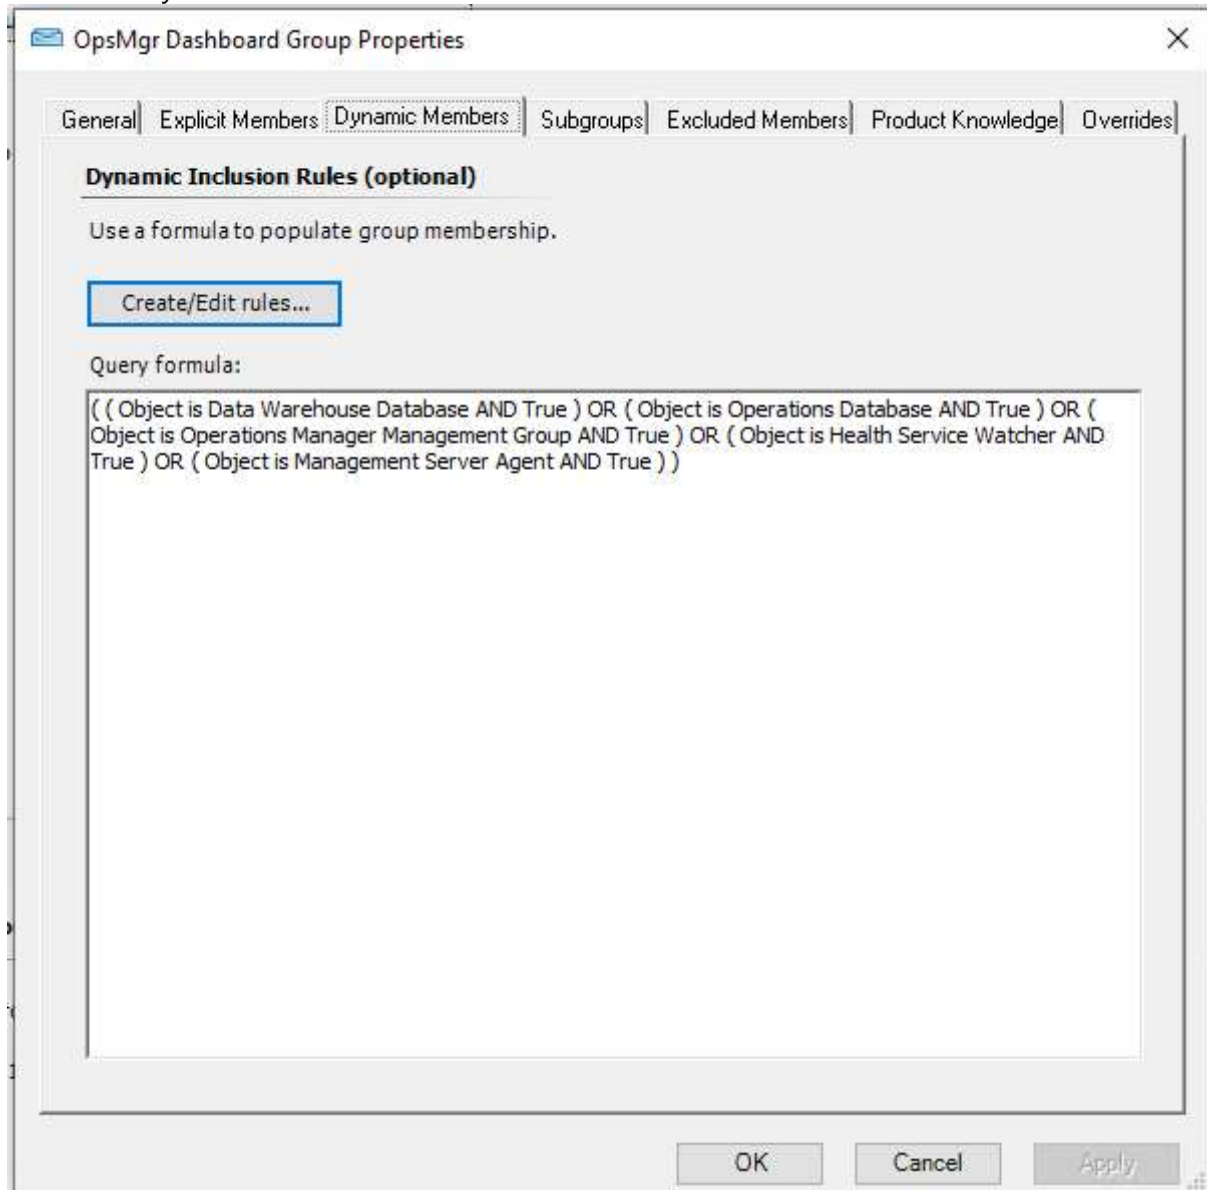 OpsMgr Dashboard Group Properties
General Explicit Members Dynamic Members Subgroups Excluded Members Product Knowledge Overrides
Dynamic Inclusion Rules (optional)
Use a formula to populate group membership.
Create/Edit rules...
Query formula:
( ( Object is Data Warehouse Database AND True ) OR ( Object is Operations Database AND True ) OR (
Object is Operations Manager Management Group AND True ) OR ( Object is Health Service Watcher AND
True ) OR ( Object is Management Server Agent AND True ) )
OK Cancel Apply